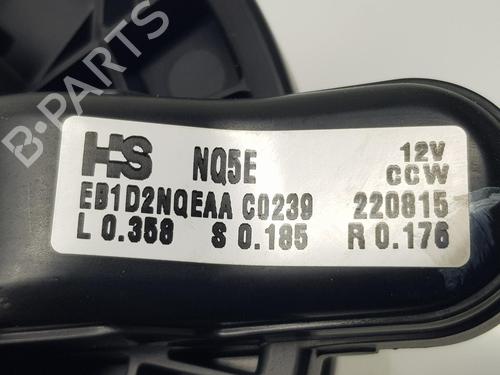 B-PARTS
HS NQ5E 12V
CCW
EB1D2NQEAA C0239 220815
L 0.358 S 0.185 R 0.176